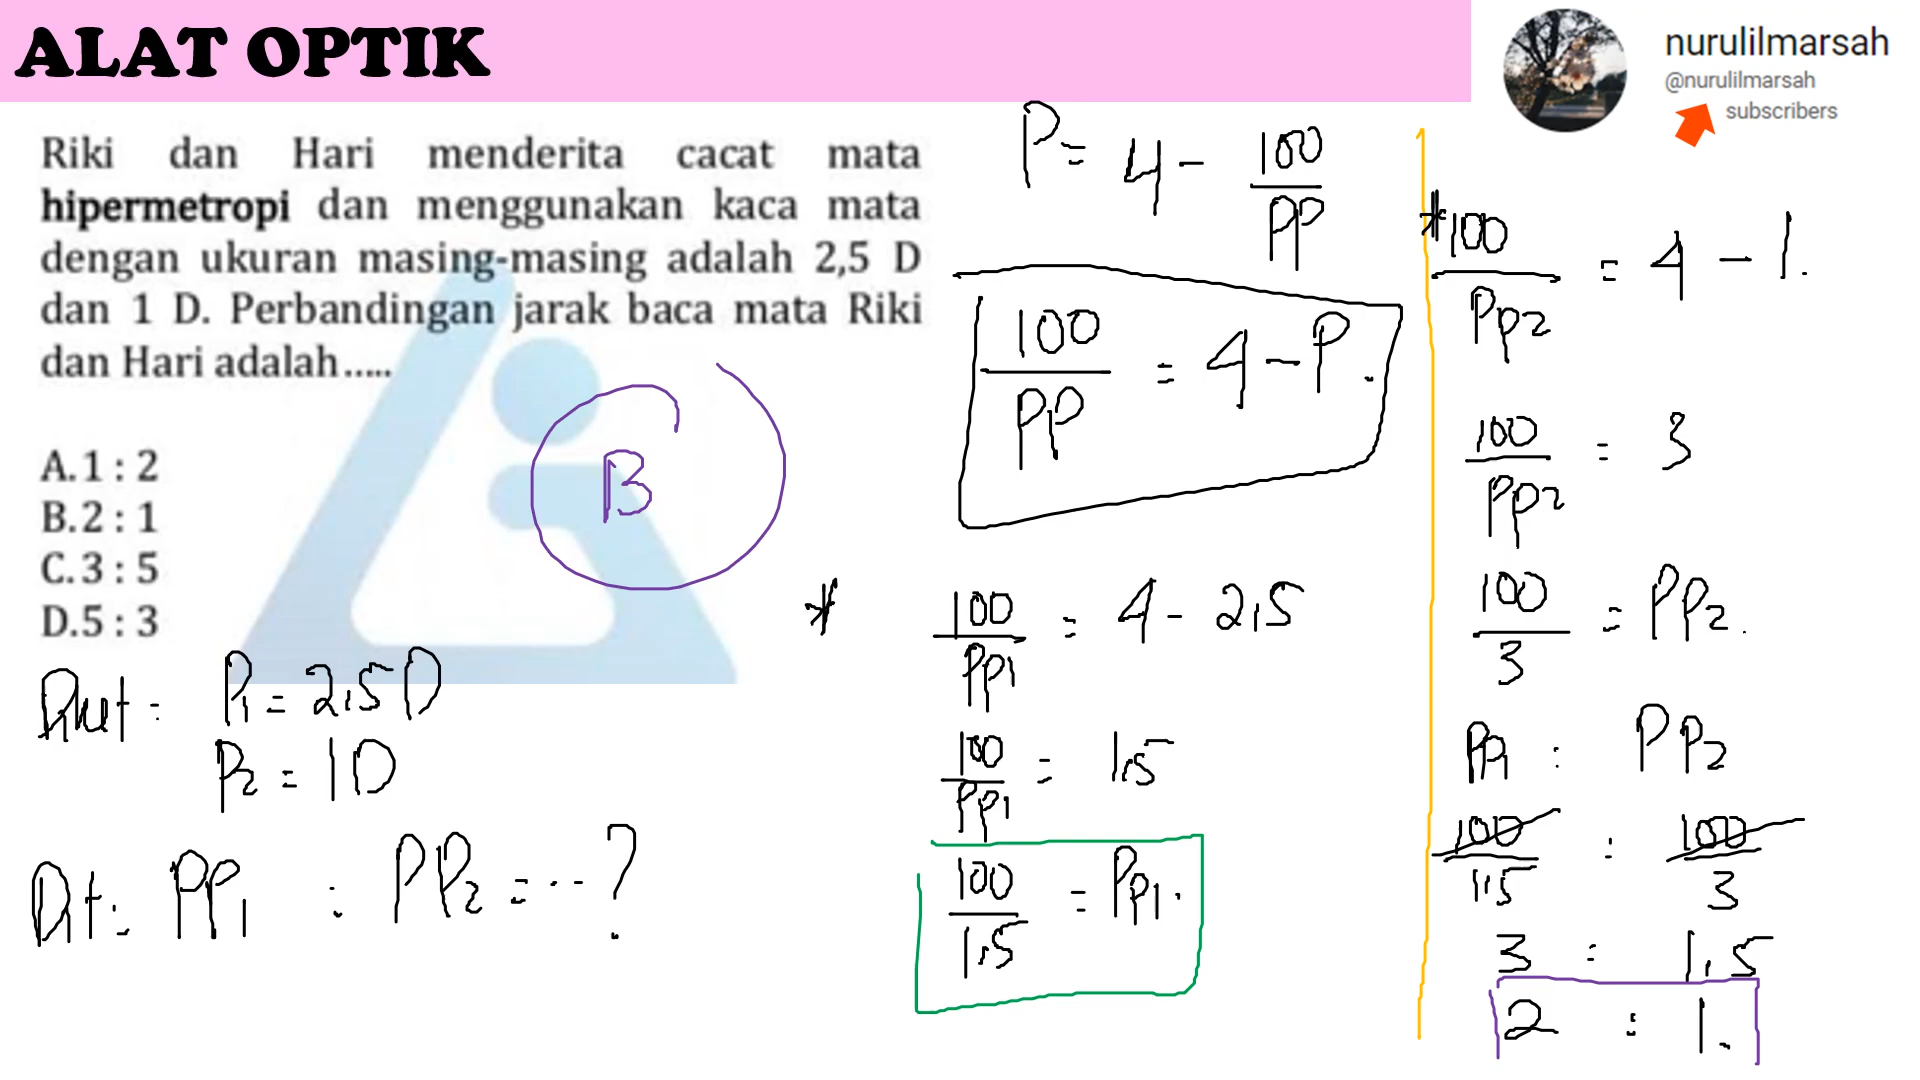 ALAT OPTIK
nurulilmarsah
@nurulilmarsah
subscribers
Riki dan Hari menderita cacat mata
hipermetropi dan menggunakan kaca mata
dengan ukuran masing-masing adalah 2,5 D
dan 1 D. Perbandingan jarak baca mata Riki
dan Hari adalah.....
A. 1 : 2
B. 2 : 1
C. 3 : 5
D. 5 : 3
B
P1 = 2,5 D
P2 = 1 D
Dit: PP1 : PP2 = ... ?
P = 4 - 100/PP
100/PP = 4 - P.
* 100/PP1 = 4 - 2,5
100/PP1 = 1,5
100/1,5 = PP1.
* 100/PP2 = 4 - 1.
100/PP2 = 3
100/3 = PP2.
PP1 : PP2
100/1,5 : 100/3
3 : 1,5
2 : 1.